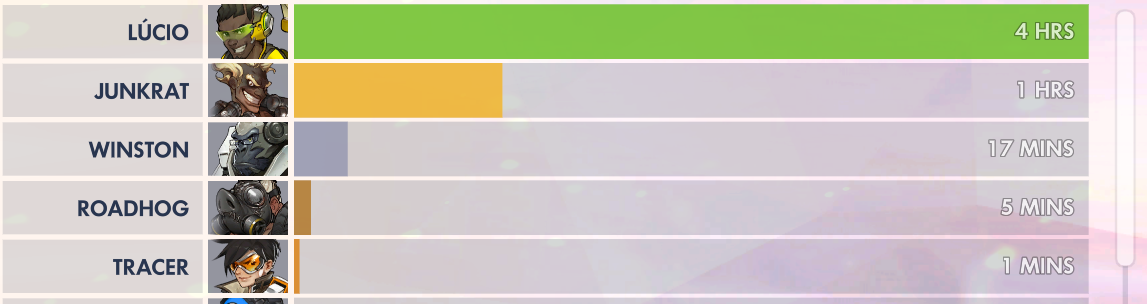 LÚCIO 4 HRS
JUNKRAT 1 HRS
WINSTON 17 MINS
ROADHOG 5 MINS
TRACER 1 MINS